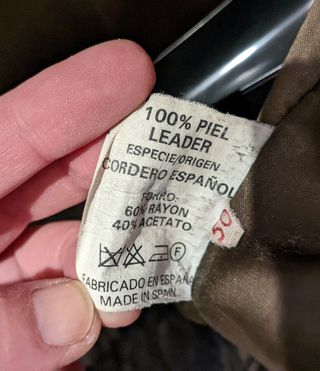 100% PIEL
LEADER
ESPECIE/ORIGEN
CORDERO ESPAÑOL
FORRO:
60% RAYON
40% ACETATO
F
FABRICADO EN ESPAÑA
MADE IN SPAIN
50